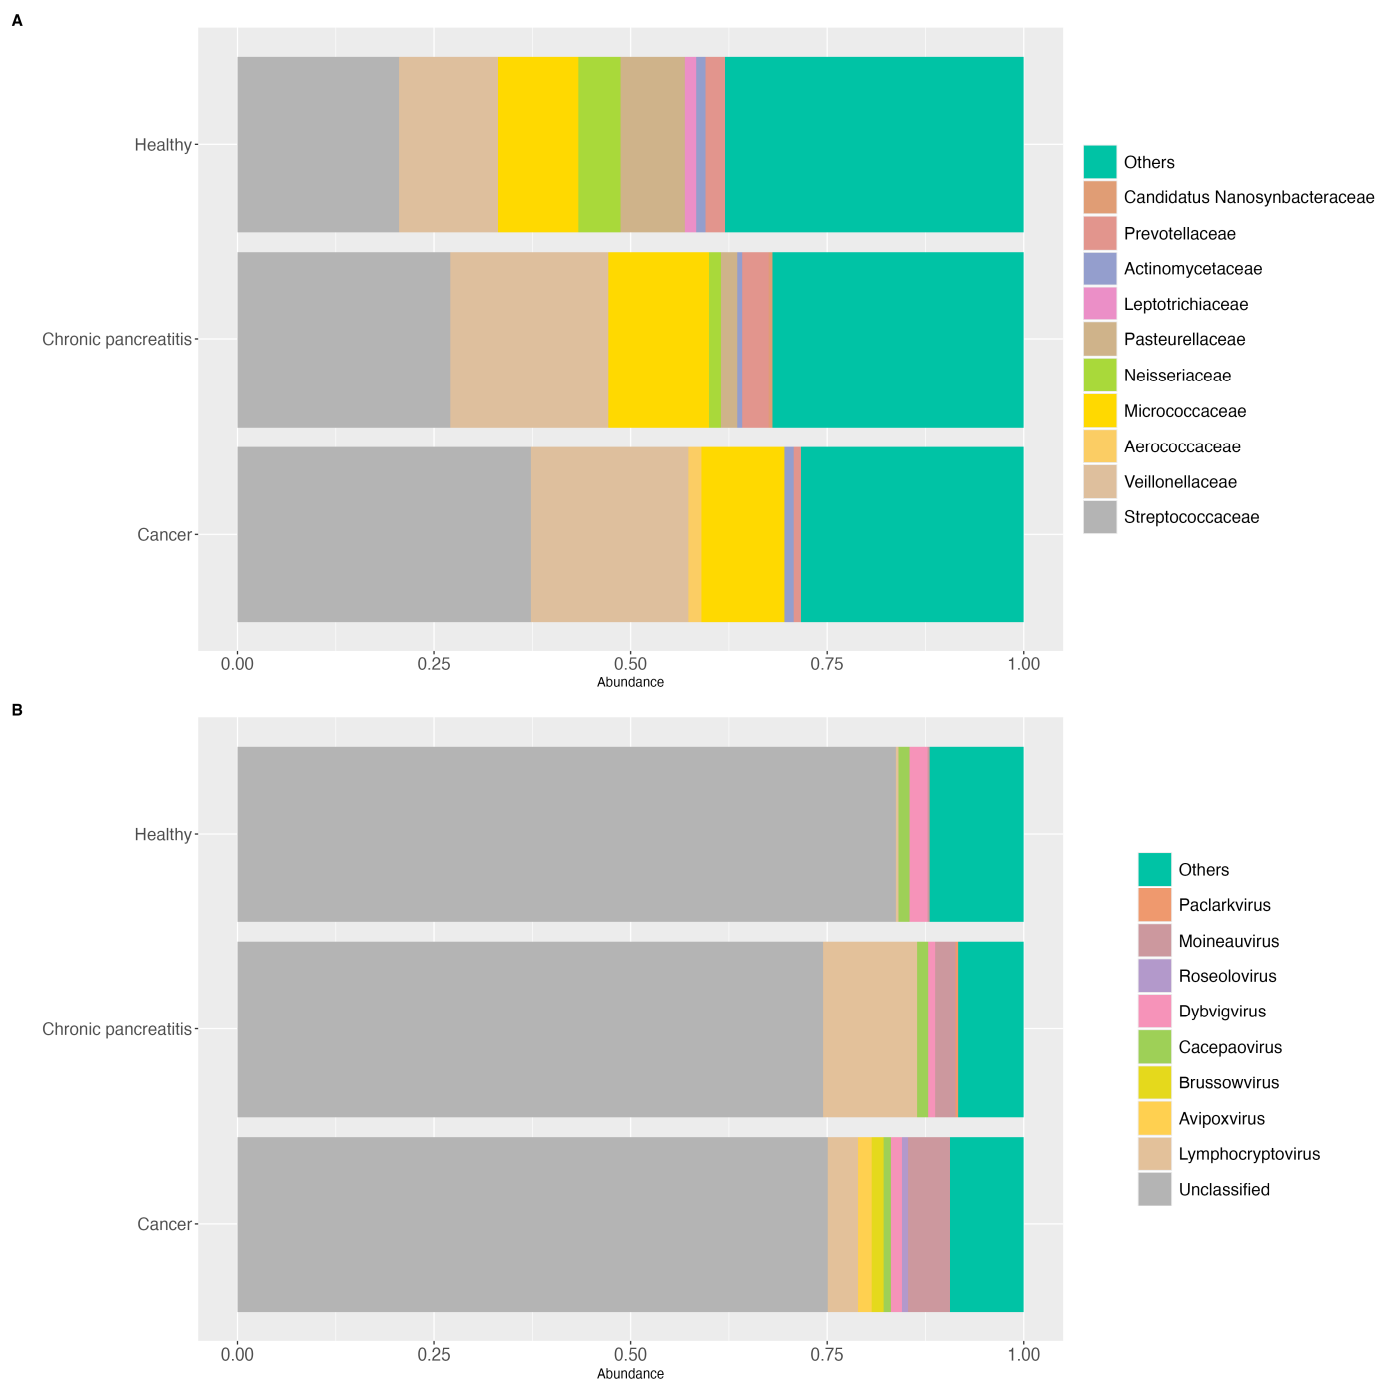 A
Healthy
Chronic pancreatitis
Cancer
0.00 0.25 0.50 0.75 1.00
Abundance
Others
Candidatus Nanosynbacteraceae
Prevotellaceae
Actinomycetaceae
Leptotrichiaceae
Pasteurellaceae
Neisseriaceae
Micrococcaceae
Aerococcaceae
Veillonellaceae
Streptococcaceae
B
Healthy
Chronic pancreatitis
Cancer
0.00 0.25 0.50 0.75 1.00
Abundance
Others
Paclarkvirus
Moineauvirus
Roseolovirus
Dybvigvirus
Cacepaovirus
Brussowvirus
Avipoxvirus
Lymphocryptovirus
Unclassified